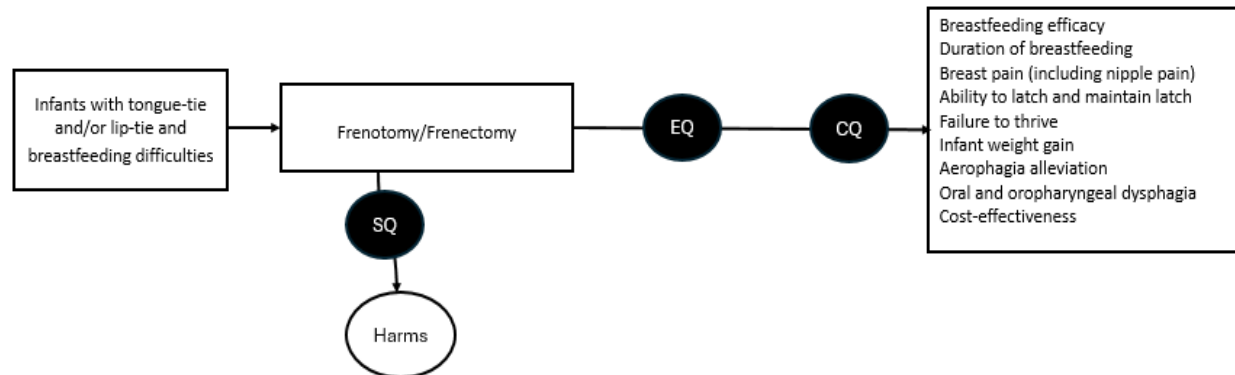 Infants with tongue-tie
and/or lip-tie and
breastfeeding difficulties
Frenotomy/Frenectomy
EQ
CQ
SQ
Harms
Breastfeeding efficacy
Duration of breastfeeding
Breast pain (including nipple pain)
Ability to latch and maintain latch
Failure to thrive
Infant weight gain
Aerophagia alleviation
Oral and oropharyngeal dysphagia
Cost-effectiveness